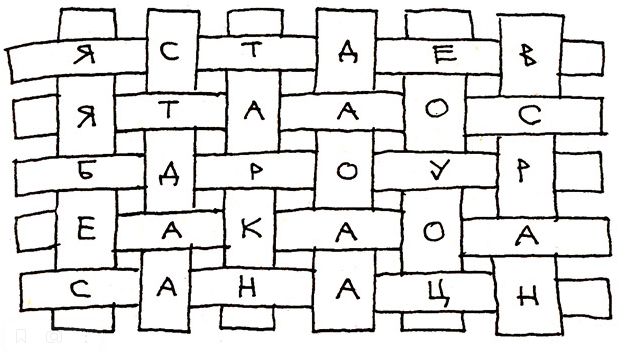 Я С Т Д Е В
Я Т А А О С
Б Д Р О У Р
Е А К А О А
С А Н А Ц Н